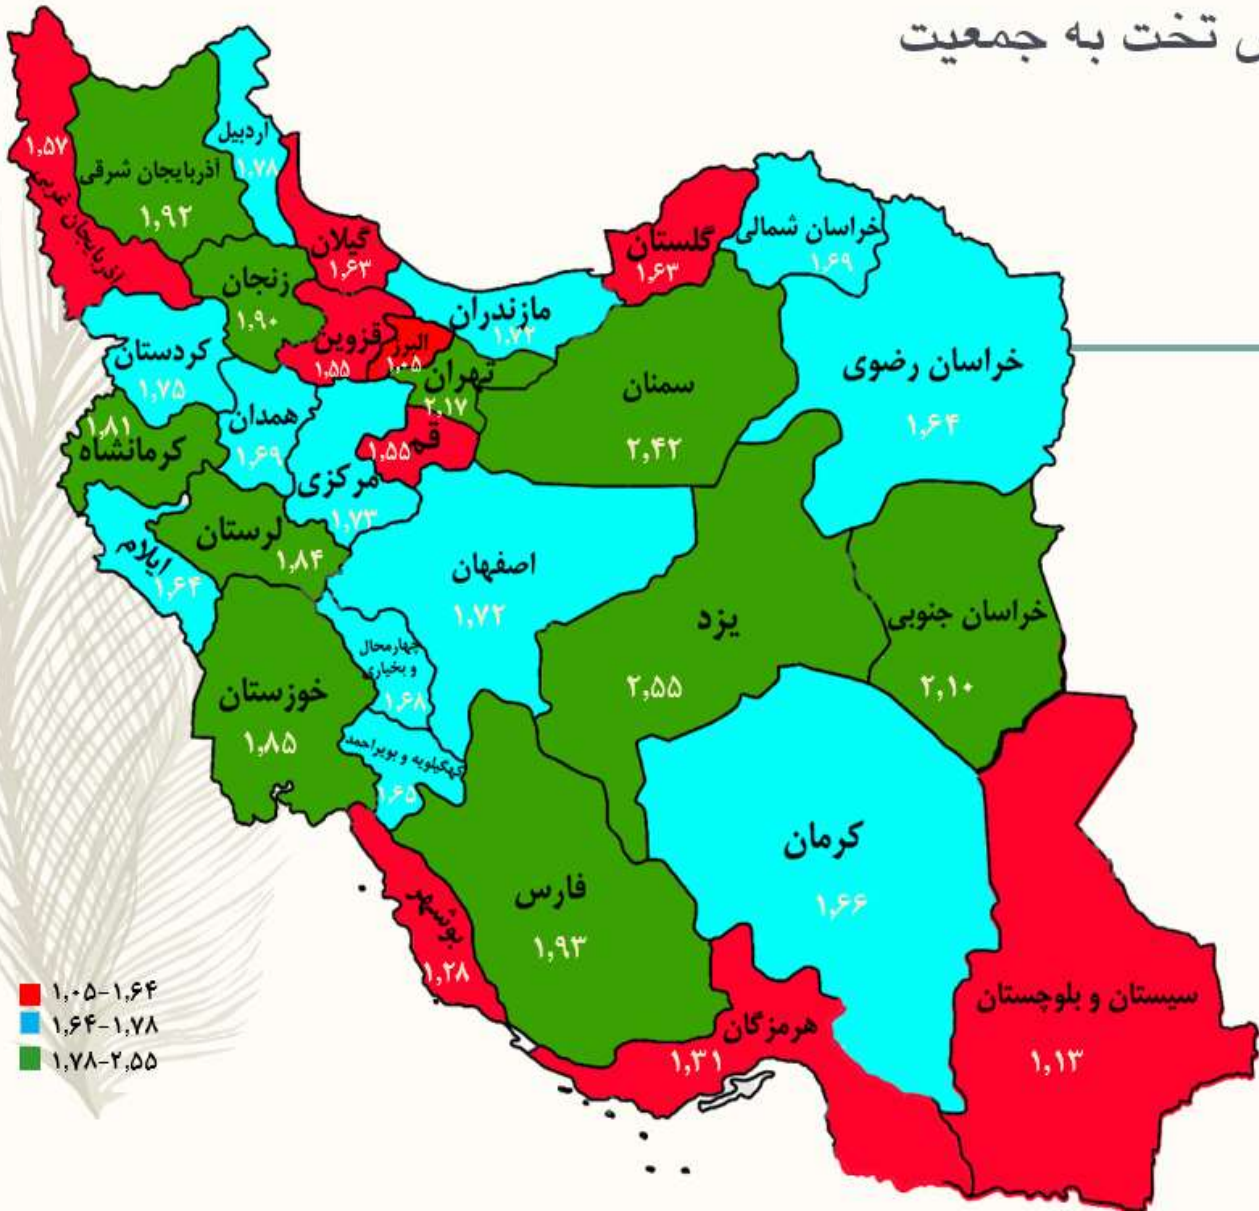 تخت به جمعیت
اردبیل
۱,۷۸
۱,۵۷
آذربایجان غربی
آذربایجان شرقی
۱,۹۲
گیلان
۱,۶۳
گلستان
۱,۶۳
خراسان شمالی
۱,۶۹
زنجان
۱,۹۰
مازندران
۱,۷۲
قزوین
۱,۵۵
البرز
۱,۰۵
تهران
۲,۱۷
سمنان
۲,۴۲
خراسان رضوی
۱,۶۴
کردستان
۱,۷۵
همدان
۱,۶۹
۱,۸۱
کرمانشاه
قم
۱,۵۵
مرکزی
۱,۷۳
لرستان
۱,۸۴
ایلام
۱,۶۴
اصفهان
۱,۷۲
یزد
۲,۵۵
خراسان جنوبی
۲,۱۰
چهارمحال
و بخیاری
۱,۶۸
خوزستان
۱,۸۵
کهگیلویه و بویراحمد
۱,۶۵
کرمان
۱,۶۶
فارس
۱,۹۳
بوشهر
۱,۲۸
هرمزگان
۱,۳۱
سیستان و بلوچستان
۱,۱۳
۱,۰۵-۱,۶۴
۱,۶۴-۱,۷۸
۱,۷۸-۲,۵۵